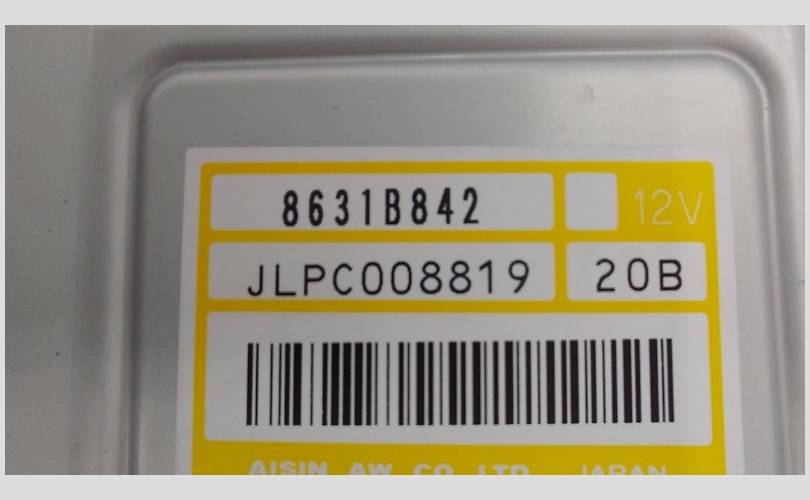 8631B842 12V
JLPC008819 20B
AISIN AW CO LTD JAPAN